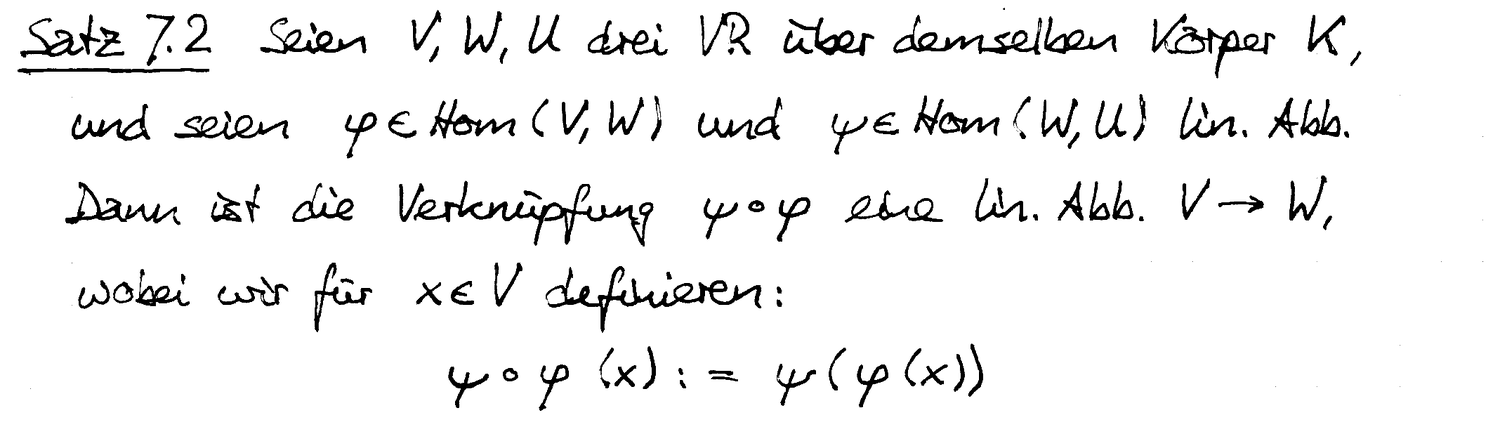 Satz 7.2 Seien V, W, U drei VR über demselben Körper K,
und seien φ ∈ Hom (V, W) und ψ ∈ Hom (W, U) lin. Abb.
Dann ist die Verknüpfung ψ∘φ eine lin. Abb. V → W,
wobei wir für x ∈ V definieren:
ψ∘φ (x) := ψ(φ(x))